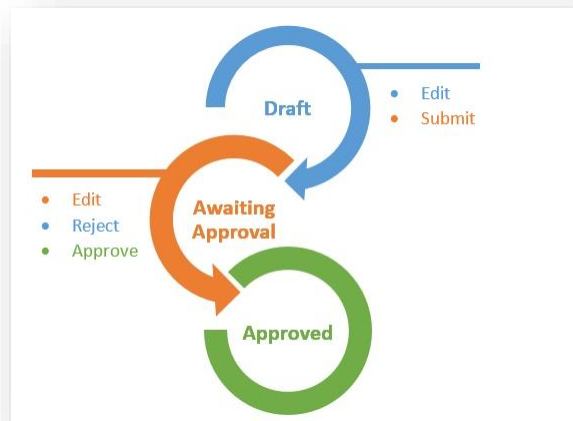 Draft
• Edit
• Submit
Awaiting
Approval
• Edit
• Reject
• Approve
Approved